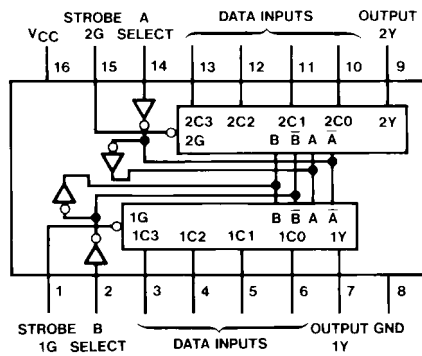 STROBE A DATA INPUTS OUTPUT
VCC 2G SELECT 2Y
16 15 14 13 12 11 10 9
2C3 2C2 2C1 2C0 2Y
2G B B̅ A A̅
1G B B̅ A A̅
1C3 1C2 1C1 1C0 1Y
1 2 3 4 5 6 7 8
STROBE B DATA INPUTS OUTPUT GND
1G SELECT 1Y